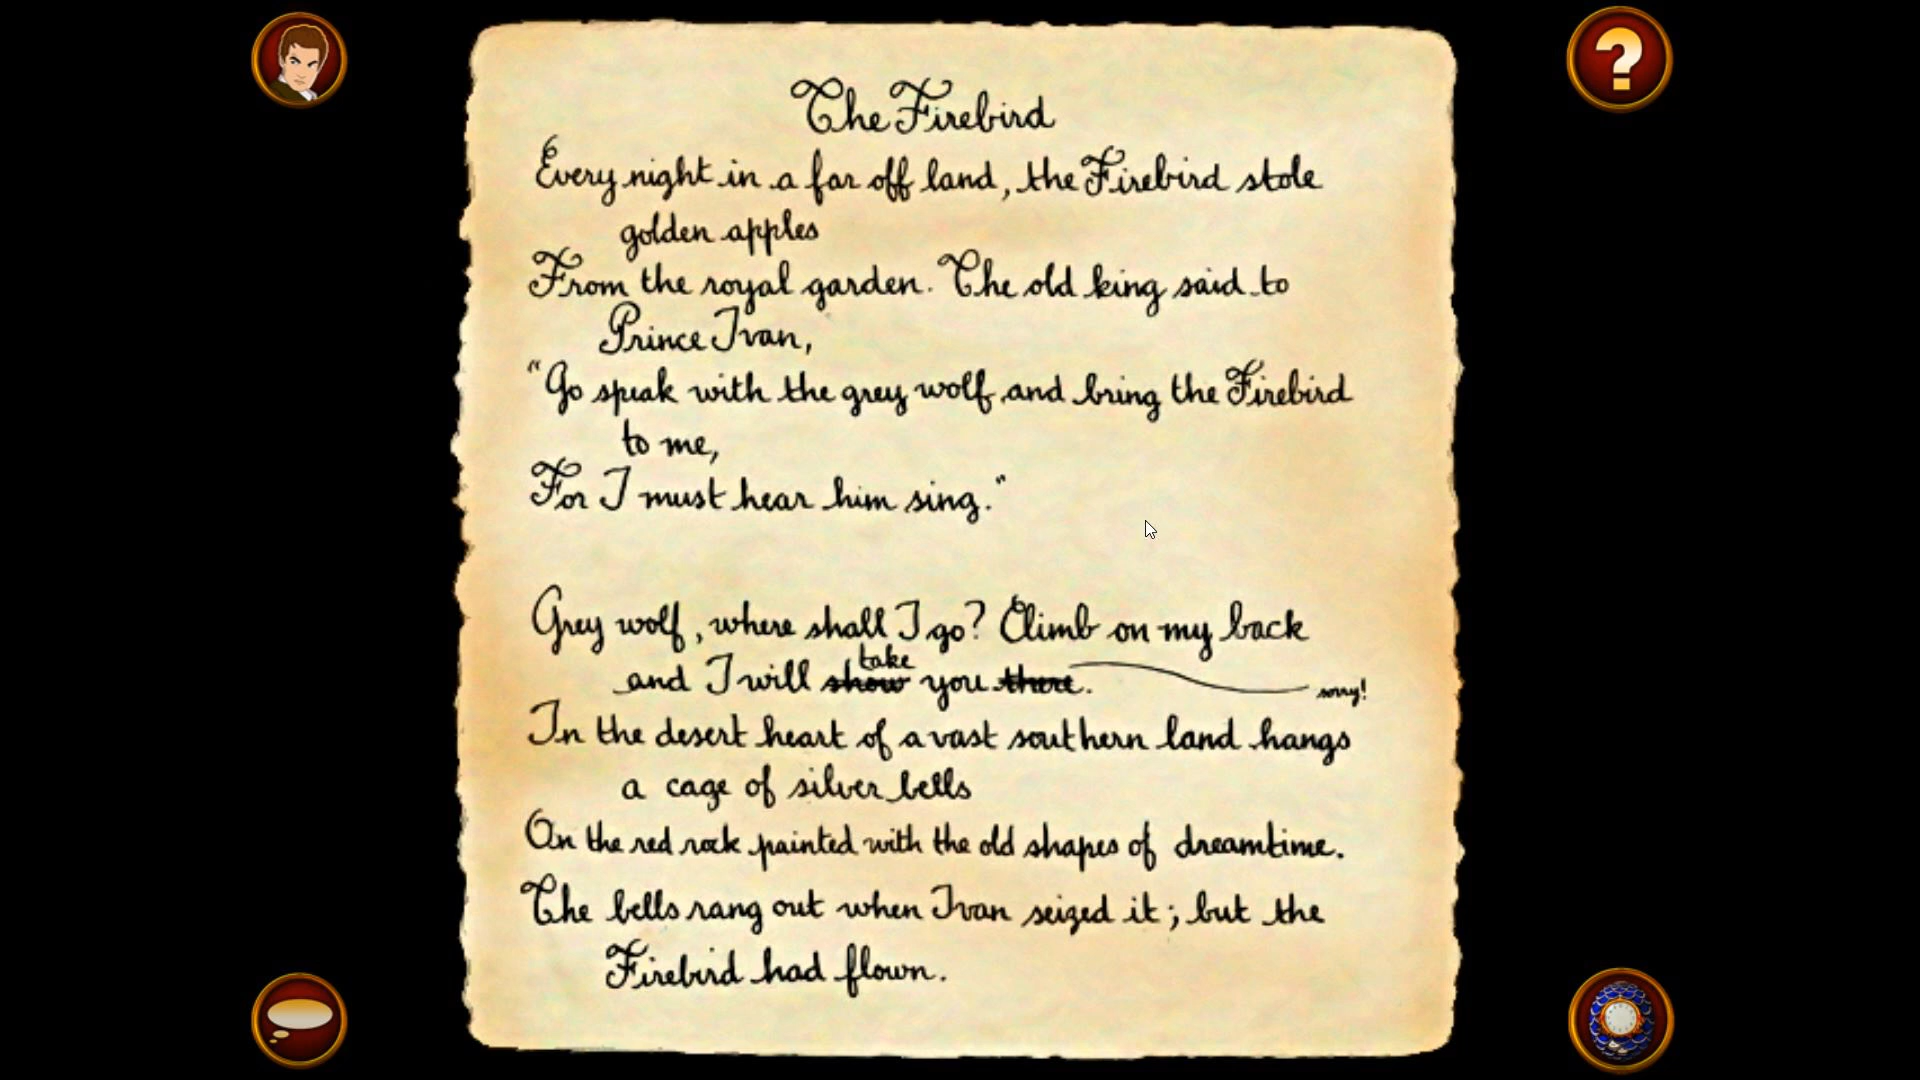 The Firebird
Every night in a far off land, the Firebird stole
golden apples
From the royal garden. The old king said to
Prince Ivan,
"Go speak with the grey wolf and bring the Firebird
to me,
For I must hear him sing."
Grey wolf, where shall I go? Climb on my back
take
and I will show you there. sorry!
In the desert heart of a vast southern land hangs
a cage of silver bells
On the red rock painted with the old shapes of dreamtime.
The bells rang out when Ivan seized it; but the
Firebird had flown.
?